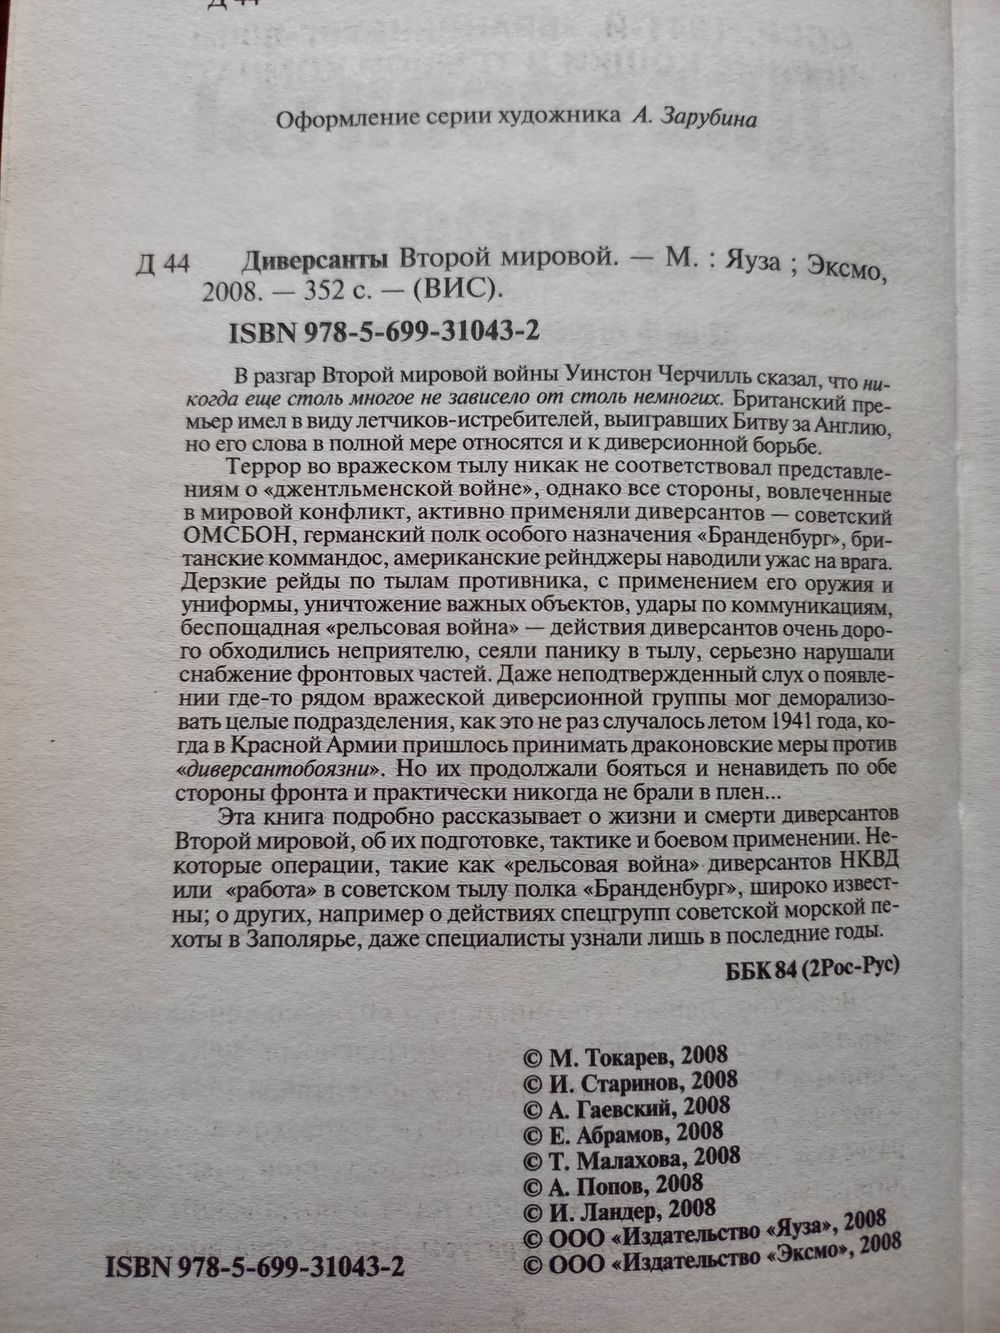 Д 44
Оформление серии художника А. Зарубина
Д 44 Диверсанты Второй мировой. — М. : Яуза ; Эксмо,
2008. — 352 с. — (ВИС).
ISBN 978-5-699-31043-2
В разгар Второй мировой войны Уинстон Черчилль сказал, что ни-
когда еще столь многое не зависело от столь немногих. Британский пре-
мьер имел в виду летчиков-истребителей, выигравших Битву за Англию,
но его слова в полной мере относятся и к диверсионной борьбе.
Террор во вражеском тылу никак не соответствовал представле-
ниям о «джентльменской войне», однако все стороны, вовлеченные
в мировой конфликт, активно применяли диверсантов — советский
ОМСБОН, германский полк особого назначения «Бранденбург», бри-
танские коммандос, американские рейнджеры наводили ужас на врага.
Дерзкие рейды по тылам противника, с применением его оружия и
униформы, уничтожение важных объектов, удары по коммуникациям,
беспощадная «рельсовая война» — действия диверсантов очень доро-
го обходились неприятелю, сеяли панику в тылу, серьезно нарушали
снабжение фронтовых частей. Даже неподтвержденный слух о появле-
нии где-то рядом вражеской диверсионной группы мог деморализо-
вать целые подразделения, как это не раз случалось летом 1941 года, ко-
гда в Красной Армии пришлось принимать драконовские меры против
«диверсантобоязни». Но их продолжали бояться и ненавидеть по обе
стороны фронта и практически никогда не брали в плен...
Эта книга подробно рассказывает о жизни и смерти диверсантов
Второй мировой, об их подготовке, тактике и боевом применении. Не-
которые операции, такие как «рельсовая война» диверсантов НКВД
или «работа» в советском тылу полка «Бранденбург», широко извест-
ны; о других, например о действиях спецгрупп советской морской пе-
хоты в Заполярье, даже специалисты узнали лишь в последние годы.
ББК 84 (2Рос-Рус)
© М. Токарев, 2008
© И. Старинов, 2008
© А. Гаевский, 2008
© Е. Абрамов, 2008
© Т. Малахова, 2008
© А. Попов, 2008
© И. Ландер, 2008
© ООО «Издательство «Яуза», 2008
ISBN 978-5-699-31043-2 © ООО «Издательство «Эксмо», 2008